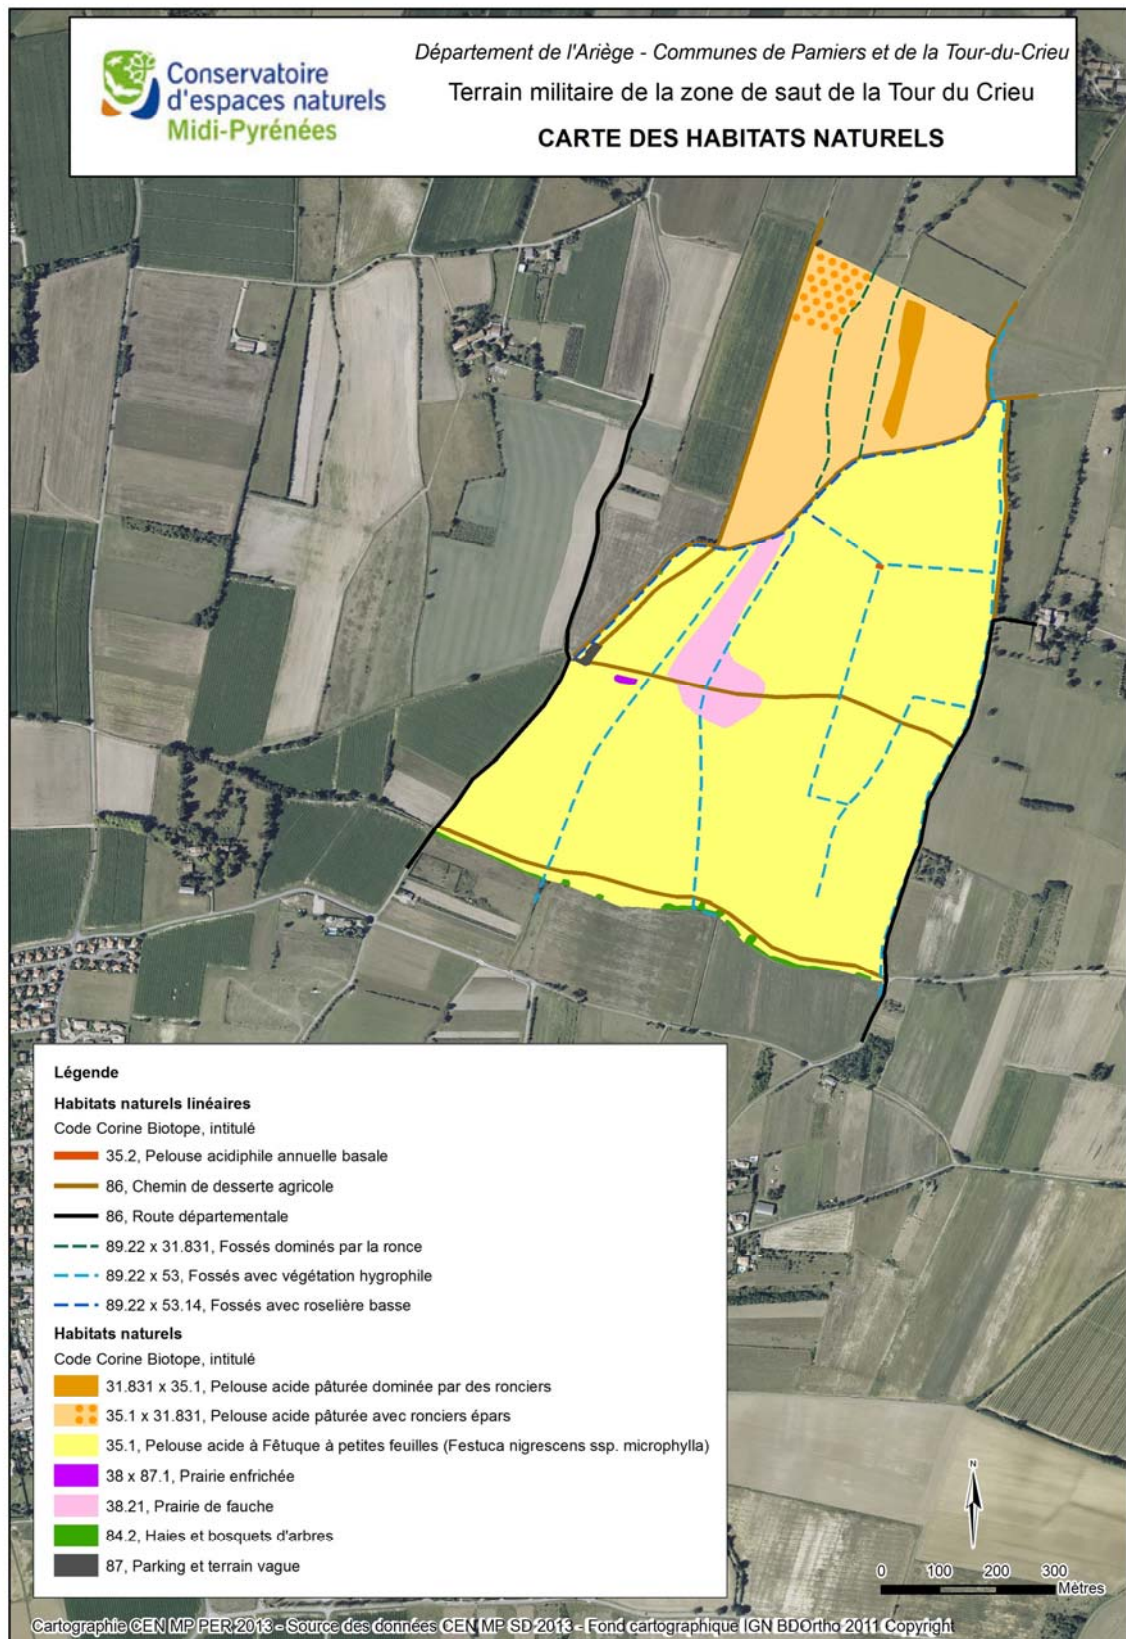 Conservatoire
d'espaces naturels
Midi-Pyrénées
Département de l'Ariège - Communes de Pamiers et de la Tour-du-Crieu
Terrain militaire de la zone de saut de la Tour du Crieu
CARTE DES HABITATS NATURELS
Légende
Habitats naturels linéaires
Code Corine Biotope, intitulé
35.2, Pelouse acidiphile annuelle basale
86, Chemin de desserte agricole
86, Route départementale
89.22 x 31.831, Fossés dominés par la ronce
89.22 x 53, Fossés avec végétation hygrophile
89.22 x 53.14, Fossés avec roselière basse
Habitats naturels
Code Corine Biotope, intitulé
31.831 x 35.1, Pelouse acide pâturée dominée par des ronciers
35.1 x 31.831, Pelouse acide pâturée avec ronciers épars
35.1, Pelouse acide à Fêtuque à petites feuilles (Festuca nigrescens ssp. microphylla)
38 x 87.1, Prairie enfrichée
38.21, Prairie de fauche
84.2, Haies et bosquets d'arbres
87, Parking et terrain vague
N
0 100 200 300
Mètres
Cartographie CEN MP PER 2013 - Source des données CEN MP SD 2013 - Fond cartographique IGN BDOrtho 2011 Copyright